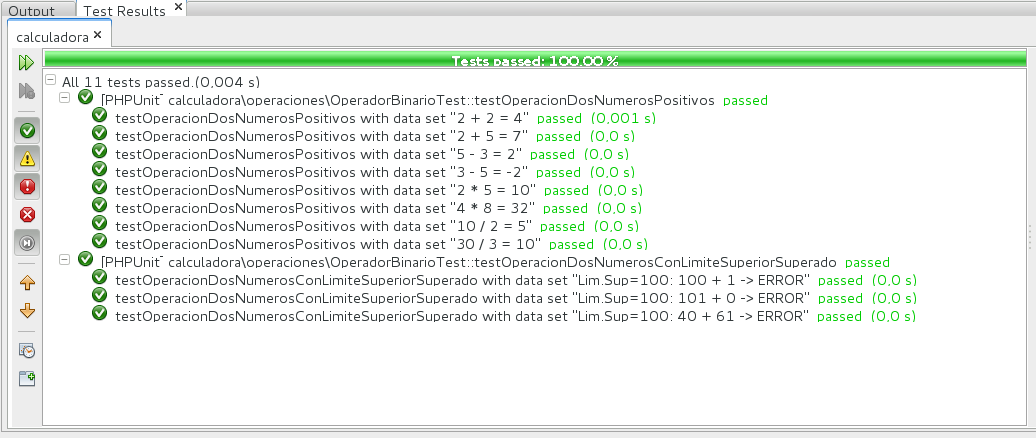 Output Test Results
calculadora
Tests passed: 100,00 %
All 11 tests passed.(0,004 s)
[PHPUnit] calculadora\operaciones\OperadorBinarioTest::testOperacionDosNumerosPositivos passed
testOperacionDosNumerosPositivos with data set "2 + 2 = 4" passed (0,001 s)
testOperacionDosNumerosPositivos with data set "2 + 5 = 7" passed (0,0 s)
testOperacionDosNumerosPositivos with data set "5 - 3 = 2" passed (0,0 s)
testOperacionDosNumerosPositivos with data set "3 - 5 = -2" passed (0,0 s)
testOperacionDosNumerosPositivos with data set "2 * 5 = 10" passed (0,0 s)
testOperacionDosNumerosPositivos with data set "4 * 8 = 32" passed (0,0 s)
testOperacionDosNumerosPositivos with data set "10 / 2 = 5" passed (0,0 s)
testOperacionDosNumerosPositivos with data set "30 / 3 = 10" passed (0,0 s)
[PHPUnit] calculadora\operaciones\OperadorBinarioTest::testOperacionDosNumerosConLimiteSuperiorSuperado passed
testOperacionDosNumerosConLimiteSuperiorSuperado with data set "Lim.Sup=100: 100 + 1 -> ERROR" passed (0,0 s)
testOperacionDosNumerosConLimiteSuperiorSuperado with data set "Lim.Sup=100: 101 + 0 -> ERROR" passed (0,0 s)
testOperacionDosNumerosConLimiteSuperiorSuperado with data set "Lim.Sup=100: 40 + 61 -> ERROR" passed (0,0 s)